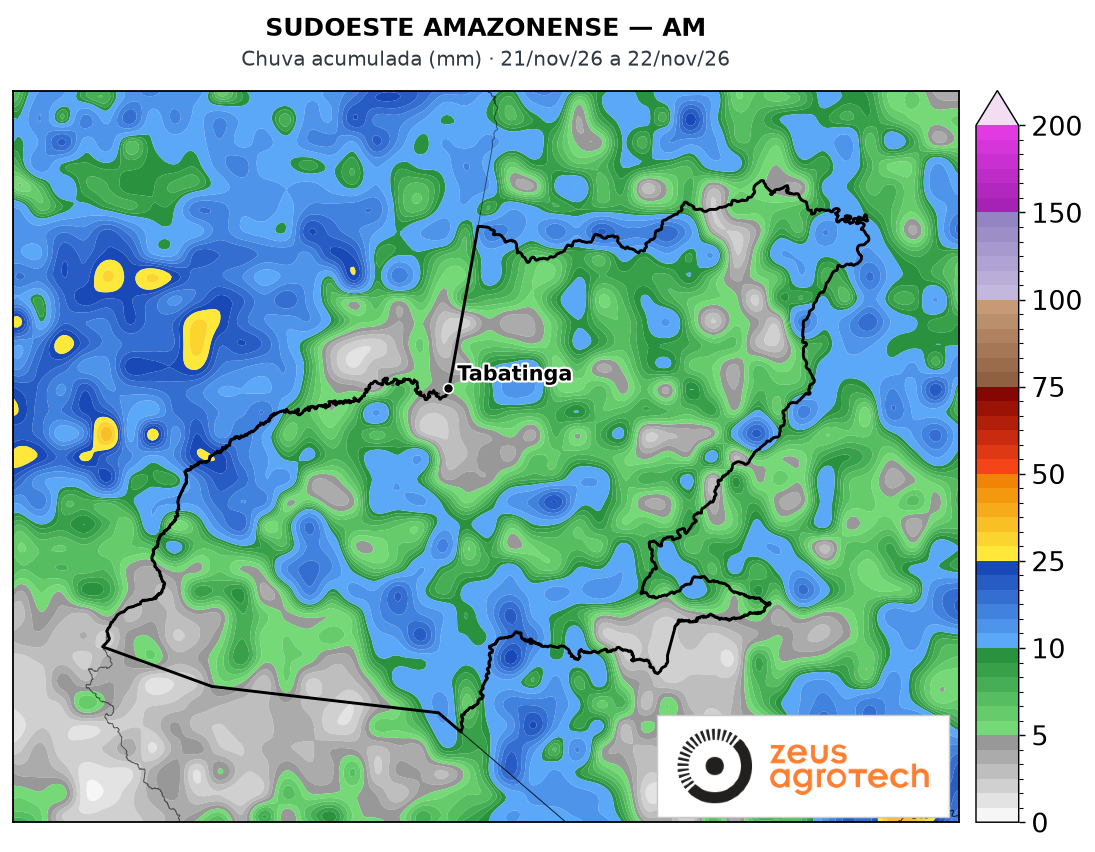 SUDOESTE AMAZONENSE — AM
Chuva acumulada (mm) · 21/nov/26 a 22/nov/26
200
150
100
75
50
25
10
5
0
Tabatinga
zeus
agrotech